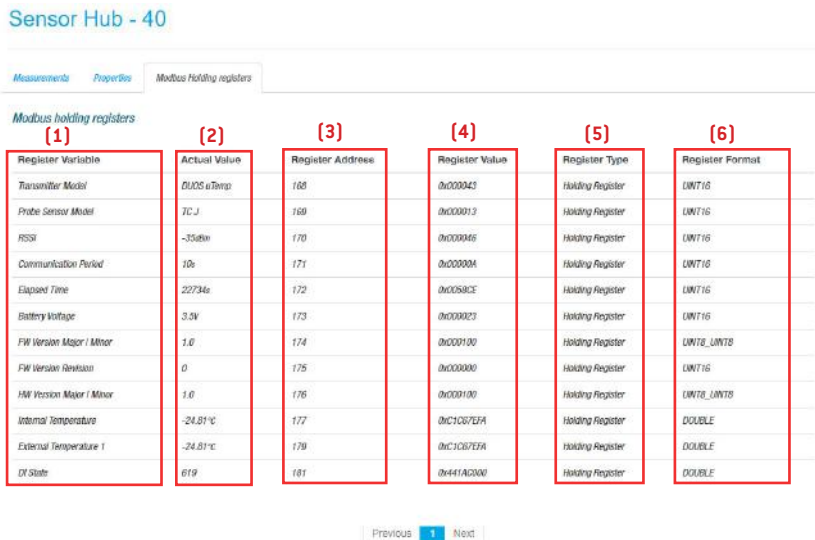 Sensor Hub - 40
Measurements Properties Modbus Holding registers
Modbus holding registers
(1) (2) (3) (4) (5) (6)
Register Variable Actual Value Register Address Register Value Register Type Register Format
Transmitter Model DUOS uTemp 168 0x000043 Holding Register UINT16
Probe Sensor Model TC J 169 0x000013 Holding Register UINT16
RSSI -35dBm 170 0x000046 Holding Register UINT16
Communication Period 10s 171 0x00000A Holding Register UINT16
Elapsed Time 22734s 172 0x0058CE Holding Register UINT16
Battery Voltage 3.5V 173 0x000023 Holding Register UINT16
FW Version Major / Minor 1.0 174 0x000100 Holding Register UINT8_UINT8
FW Version Revision 0 175 0x000000 Holding Register UINT16
HW Version Major / Minor 1.0 176 0x000100 Holding Register UINT8_UINT8
Internal Temperature -24.81°C 177 0xC1C67EFA Holding Register DOUBLE
External Temperature 1 -24.81°C 179 0xC1C67EFA Holding Register DOUBLE
DI State 619 181 0x441AC000 Holding Register DOUBLE
Previous 1 Next